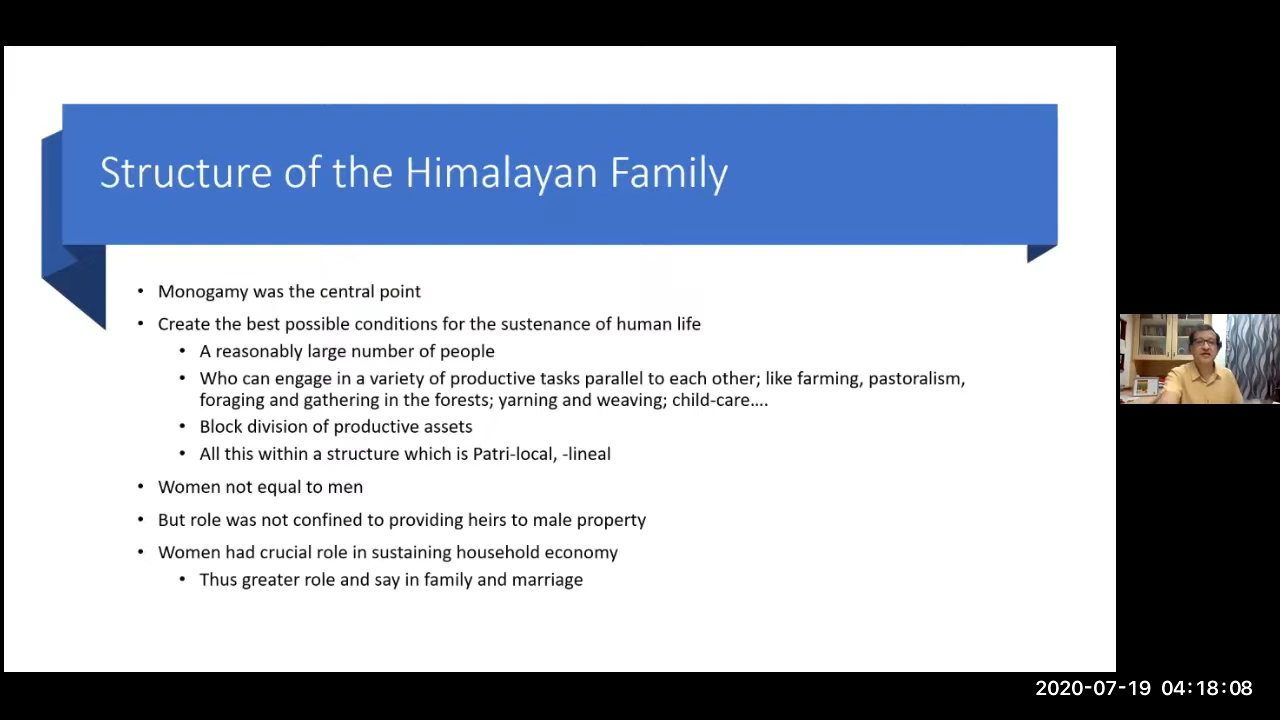 Structure of the Himalayan Family
• Monogamy was the central point
• Create the best possible conditions for the sustenance of human life
• A reasonably large number of people
• Who can engage in a variety of productive tasks parallel to each other; like farming, pastoralism,
foraging and gathering in the forests; yarning and weaving; child-care....
• Block division of productive assets
• All this within a structure which is Patri-local, -lineal
• Women not equal to men
• But role was not confined to providing heirs to male property
• Women had crucial role in sustaining household economy
• Thus greater role and say in family and marriage
2020-07-19 04:18:08